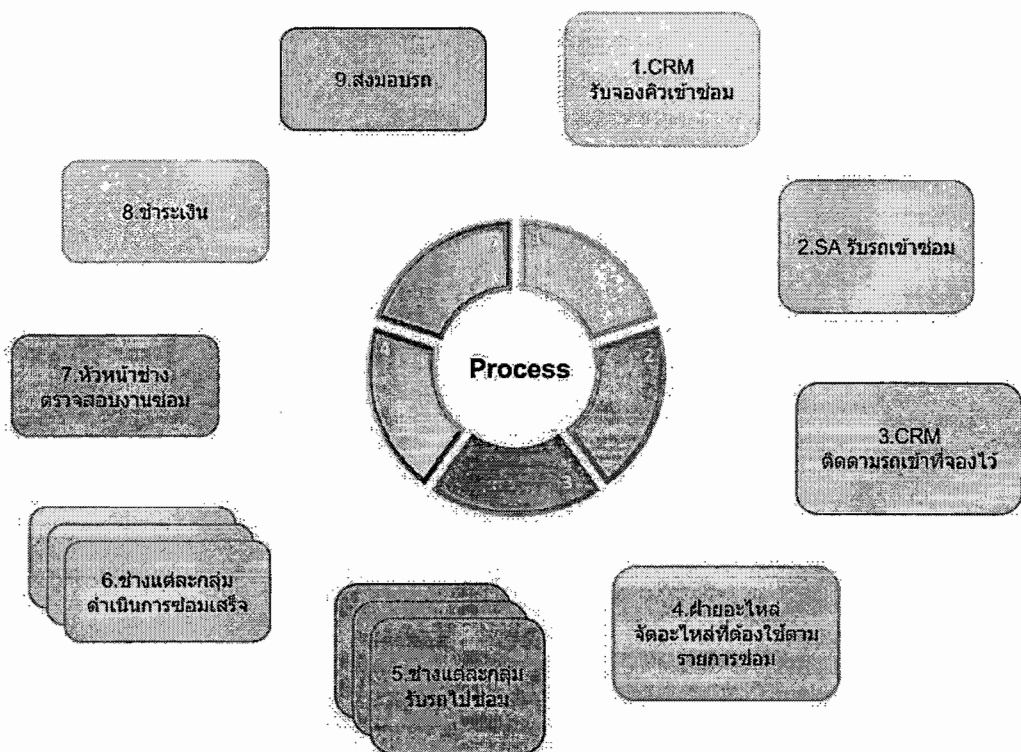 1.CRM
รับจองคิวเข้าซ่อม
2.SA รับรถเข้าซ่อม
3.CRM
ติดตามรถเข้าที่จองไว้
4.ฝ่ายอะไหล่
จัดอะไหล่ที่ต้องใช้ตาม
รายการซ่อม
5.ช่างแต่ละกลุ่ม
รับรถไปซ่อม
6.ช่างแต่ละกลุ่ม
ดำเนินการซ่อมเสร็จ
7.หัวหน้าช่าง
ตรวจสอบงานซ่อม
8.ชำระเงิน
9.ส่งมอบรถ
Process
2
3
4